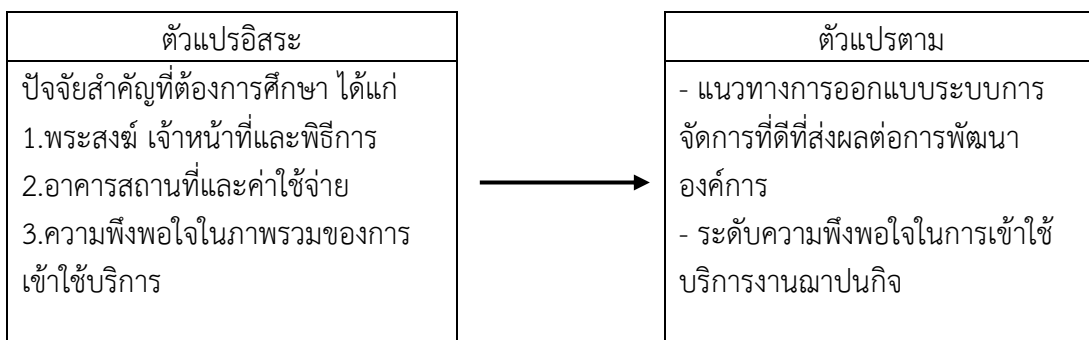 ตัวแปรอิสระ
ปัจจัยสำคัญที่ต้องการศึกษา ได้แก่
1.พระสงฆ์ เจ้าหน้าที่และพิธีการ
2.อาคารสถานที่และค่าใช้จ่าย
3.ความพึงพอใจในภาพรวมของการ
เข้าใช้บริการ
ตัวแปรตาม
- แนวทางการออกแบบระบบการ
จัดการที่ดีที่ส่งผลต่อการพัฒนา
องค์การ
- ระดับความพึงพอใจในการเข้าใช้
บริการงานฌาปนกิจ